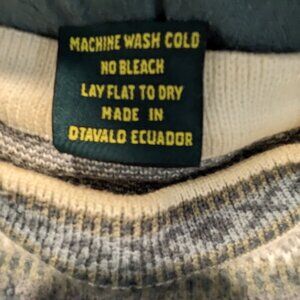 MACHINE WASH COLD
NO BLEACH
LAY FLAT TO DRY
MADE IN
OTAVALO ECUADOR